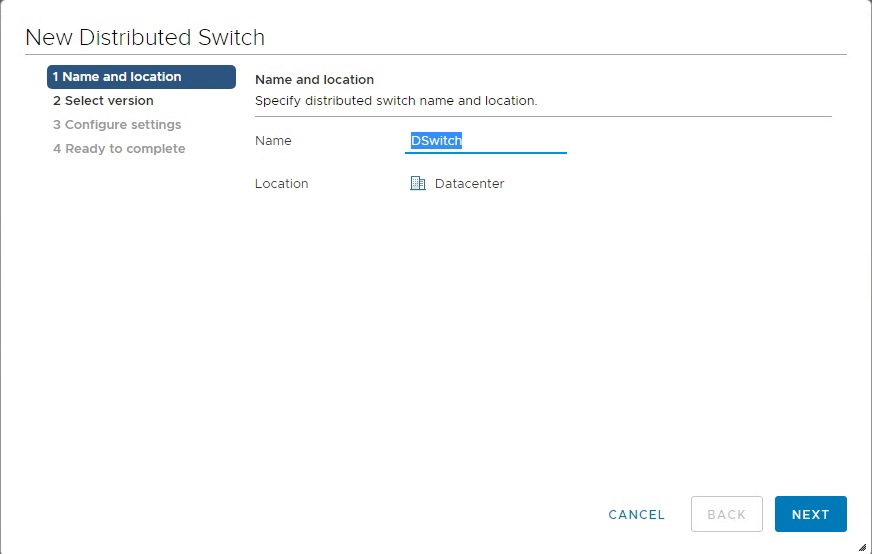 New Distributed Switch
1 Name and location
2 Select version
3 Configure settings
4 Ready to complete
Name and location
Specify distributed switch name and location.
Name DSwitch
Location Datacenter
CANCEL BACK NEXT